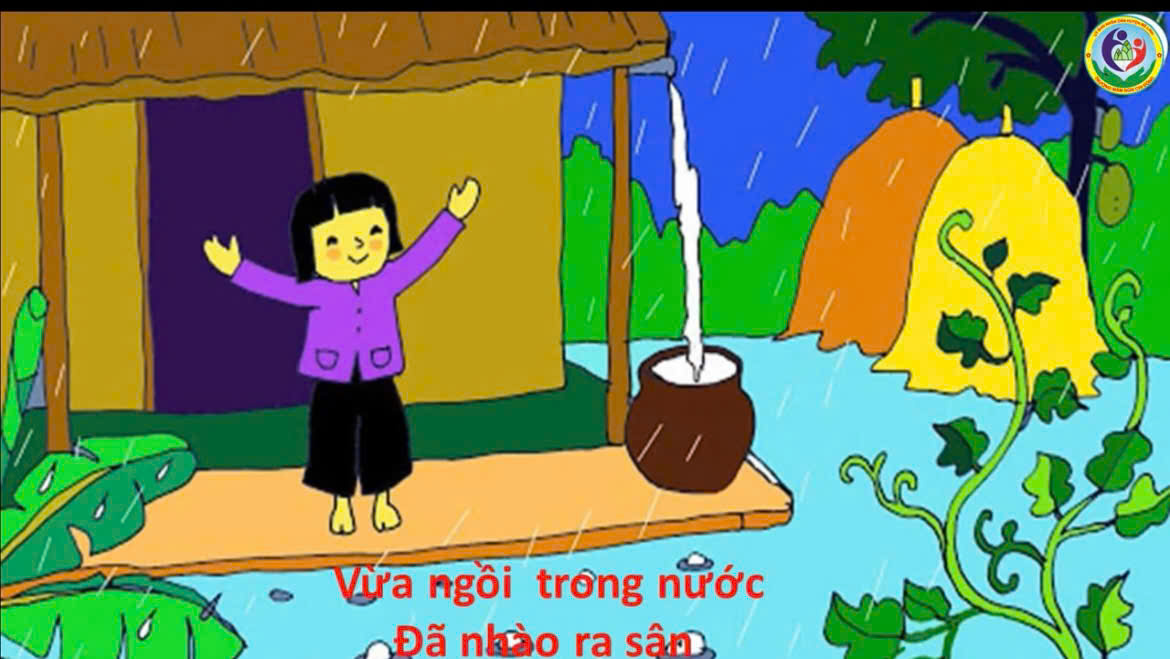 Vừa ngồi trong nước
Đã nhào ra sân